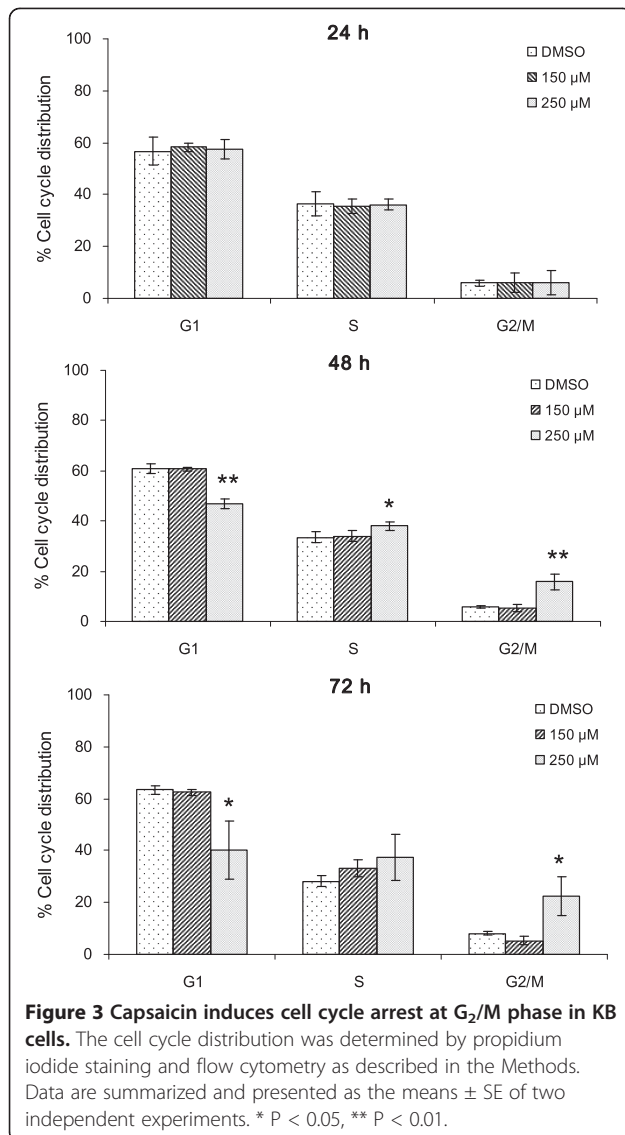 24 h
100
80
60
40
20
0
% Cell cycle distribution
DMSO
150 µM
250 µM
G1 S G2/M
48 h
100
80
60
40
20
0
% Cell cycle distribution
DMSO
150 µM
250 µM
**
*
**
G1 S G2/M
72 h
100
80
60
40
20
0
% Cell cycle distribution
DMSO
150 µM
250 µM
*
*
G1 S G2/M
Figure 3 Capsaicin induces cell cycle arrest at G₂/M phase in KB
cells. The cell cycle distribution was determined by propidium
iodide staining and flow cytometry as described in the Methods.
Data are summarized and presented as the means ± SE of two
independent experiments. * P < 0.05, ** P < 0.01.